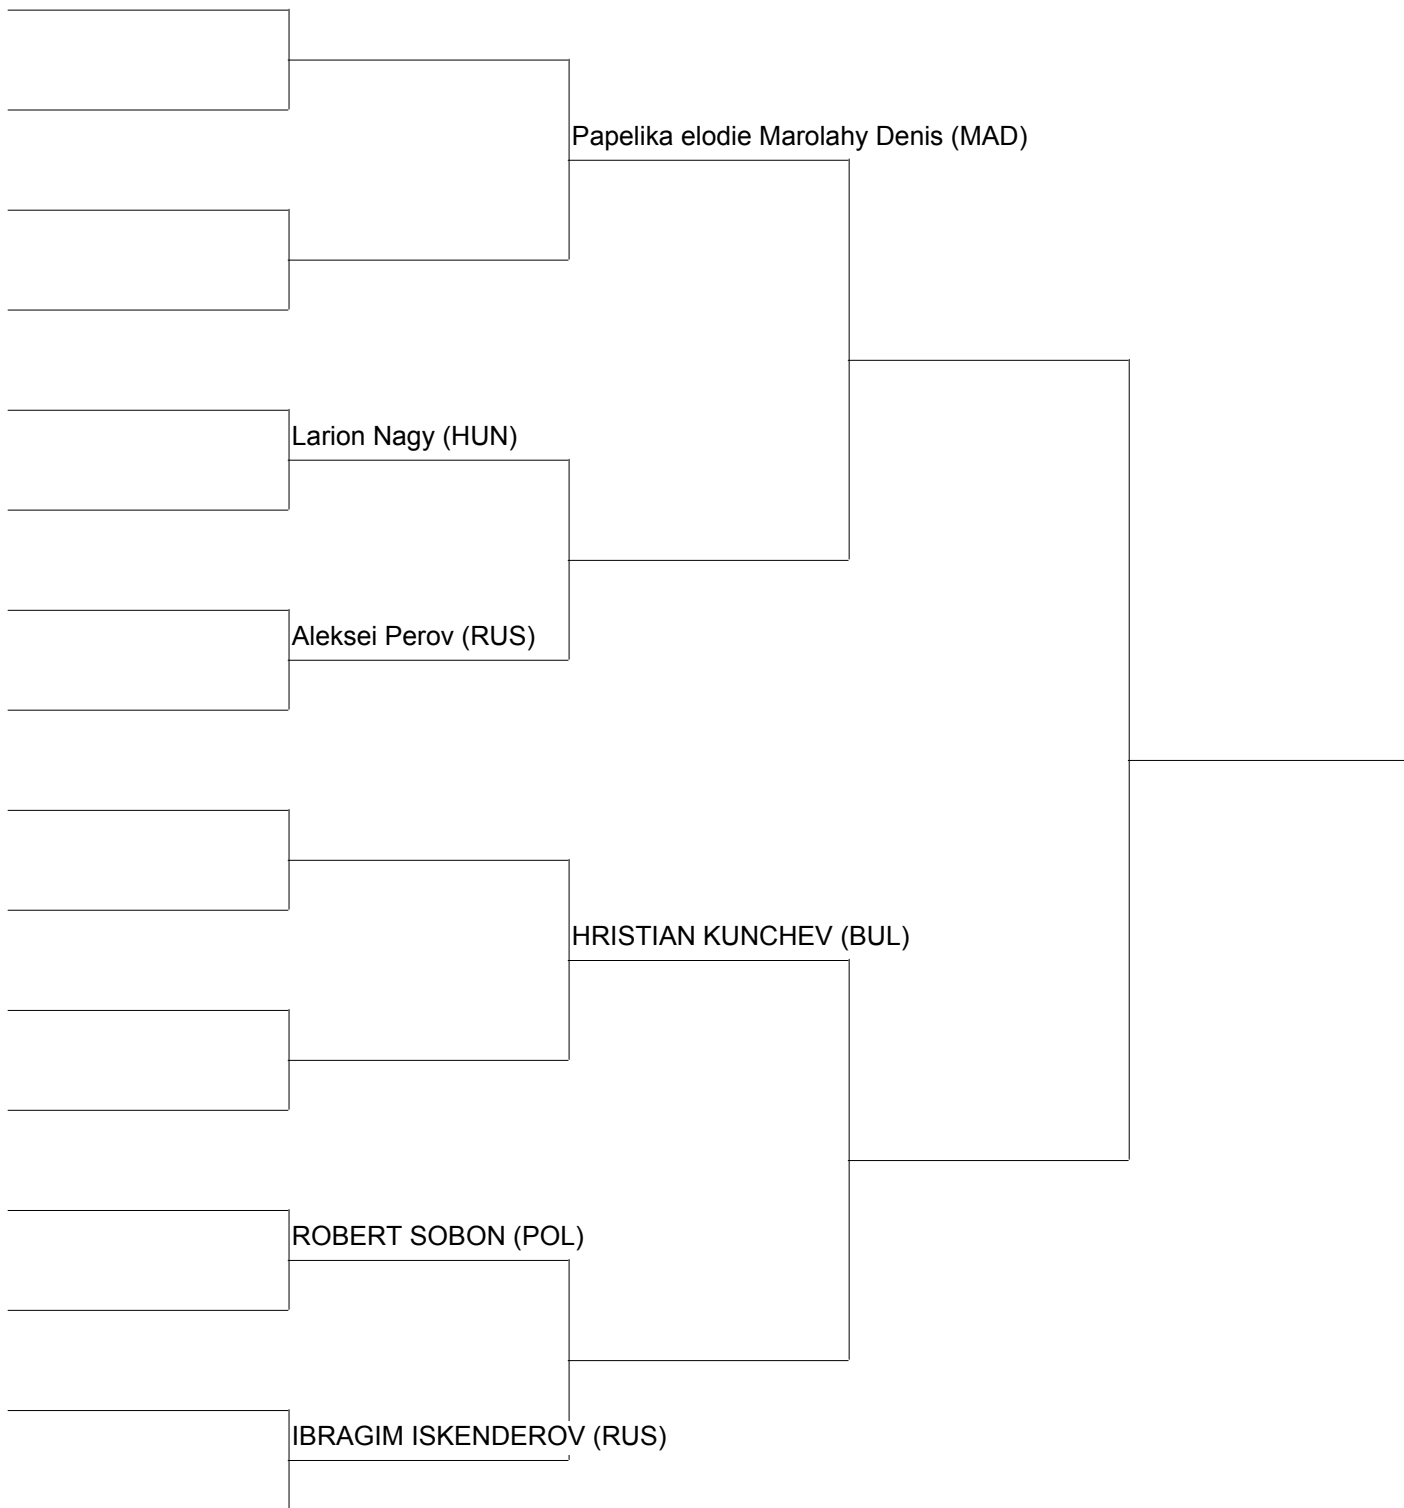 Papelika elodie Marolahy Denis (MAD)
Larion Nagy (HUN)
Aleksei Perov (RUS)
HRISTIAN KUNCHEV (BUL)
ROBERT SOBON (POL)
IBRAGIM ISKENDEROV (RUS)